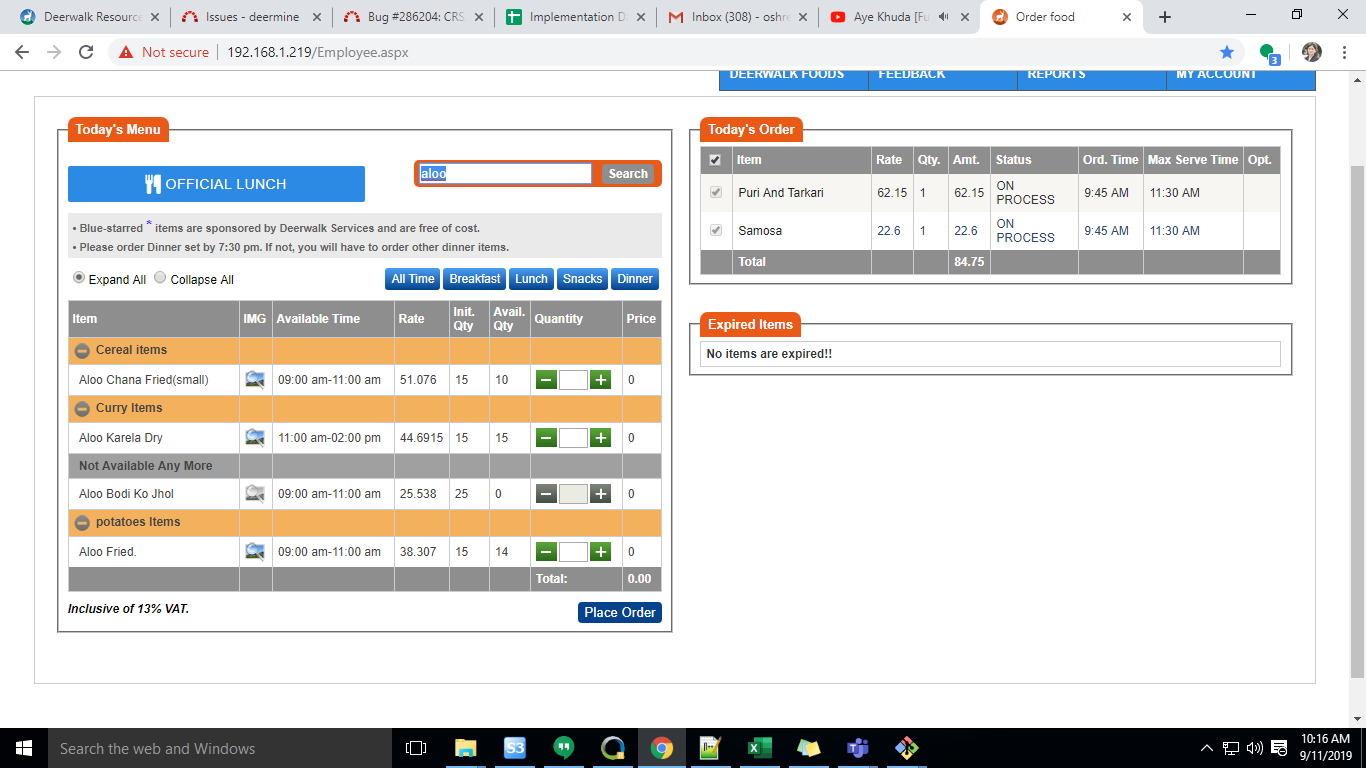 Deerwalk Resource
Issues - deermine
Bug #286204: CRS
Implementation D
Inbox (308) - oshre
Aye Khuda [Fu
Order food
Not secure | 192.168.1.219/Employee.aspx
3
DEERWALK FOODS FEEDBACK REPORTS MY ACCOUNT
Today's Menu
OFFICIAL LUNCH
aloo Search
• Blue-starred * items are sponsored by Deerwalk Services and are free of cost.
• Please order Dinner set by 7:30 pm. If not, you will have to order other dinner items.
Expand All Collapse All
All Time Breakfast Lunch Snacks Dinner
Item IMG Available Time Rate Init. Qty Avail. Qty Quantity Price
Cereal items
Aloo Chana Fried(small) 09:00 am-11:00 am 51.076 15 10 − + 0
Curry Items
Aloo Karela Dry 11:00 am-02:00 pm 44.6915 15 15 − + 0
Not Available Any More
Aloo Bodi Ko Jhol 09:00 am-11:00 am 25.538 25 0 − + 0
potatoes Items
Aloo Fried. 09:00 am-11:00 am 38.307 15 14 − + 0
Total: 0.00
Inclusive of 13% VAT.
Place Order
Today's Order
Item Rate Qty. Amt. Status Ord. Time Max Serve Time Opt.
Puri And Tarkari 62.15 1 62.15 ON PROCESS 9:45 AM 11:30 AM
Samosa 22.6 1 22.6 ON PROCESS 9:45 AM 11:30 AM
Total 84.75
Expired Items
No items are expired!!
Search the web and Windows
S3
10:16 AM
9/11/2019